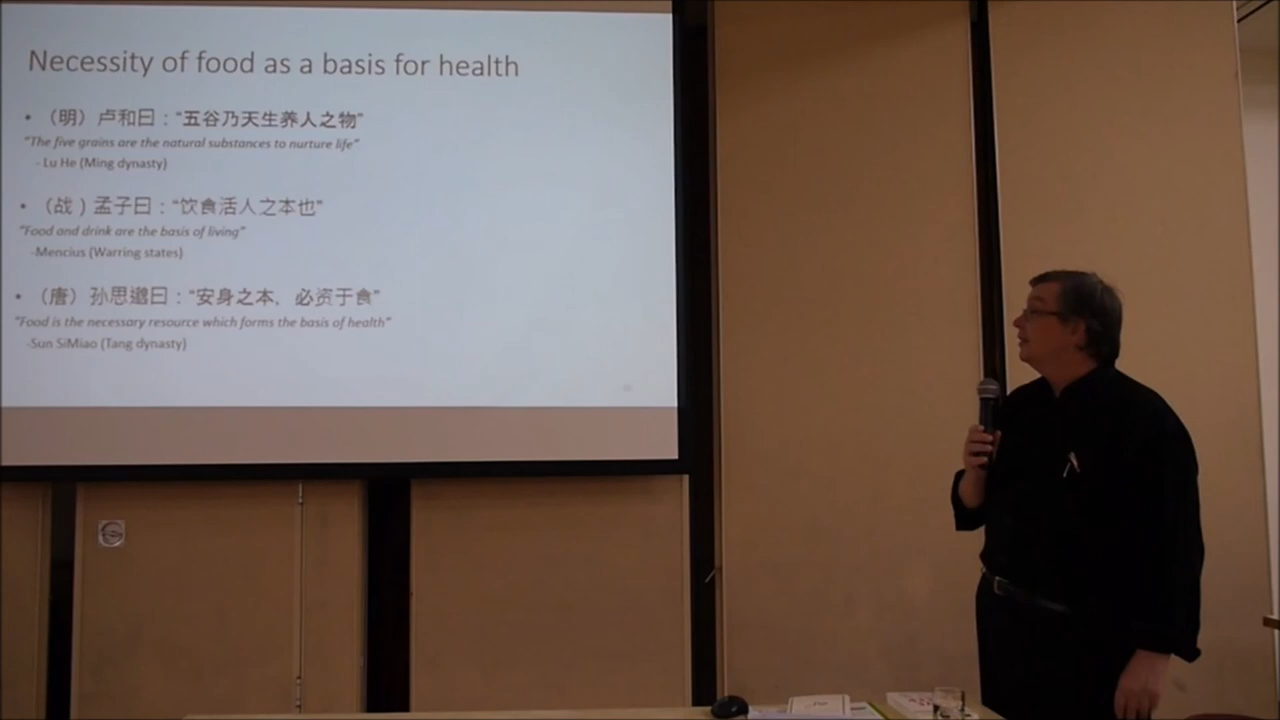 Necessity of food as a basis for health
• （明）卢和曰：“五谷乃天生养人之物”
“The five grains are the natural substances to nurture life”
- Lu He (Ming dynasty)
• （战 ）孟子曰：“饮食活人之本也”
“Food and drink are the basis of living”
-Mencius (Warring states)
• （唐）孙思邈曰：“安身之本，必资于食”
“Food is the necessary resource which forms the basis of health”
-Sun SiMiao (Tang dynasty)